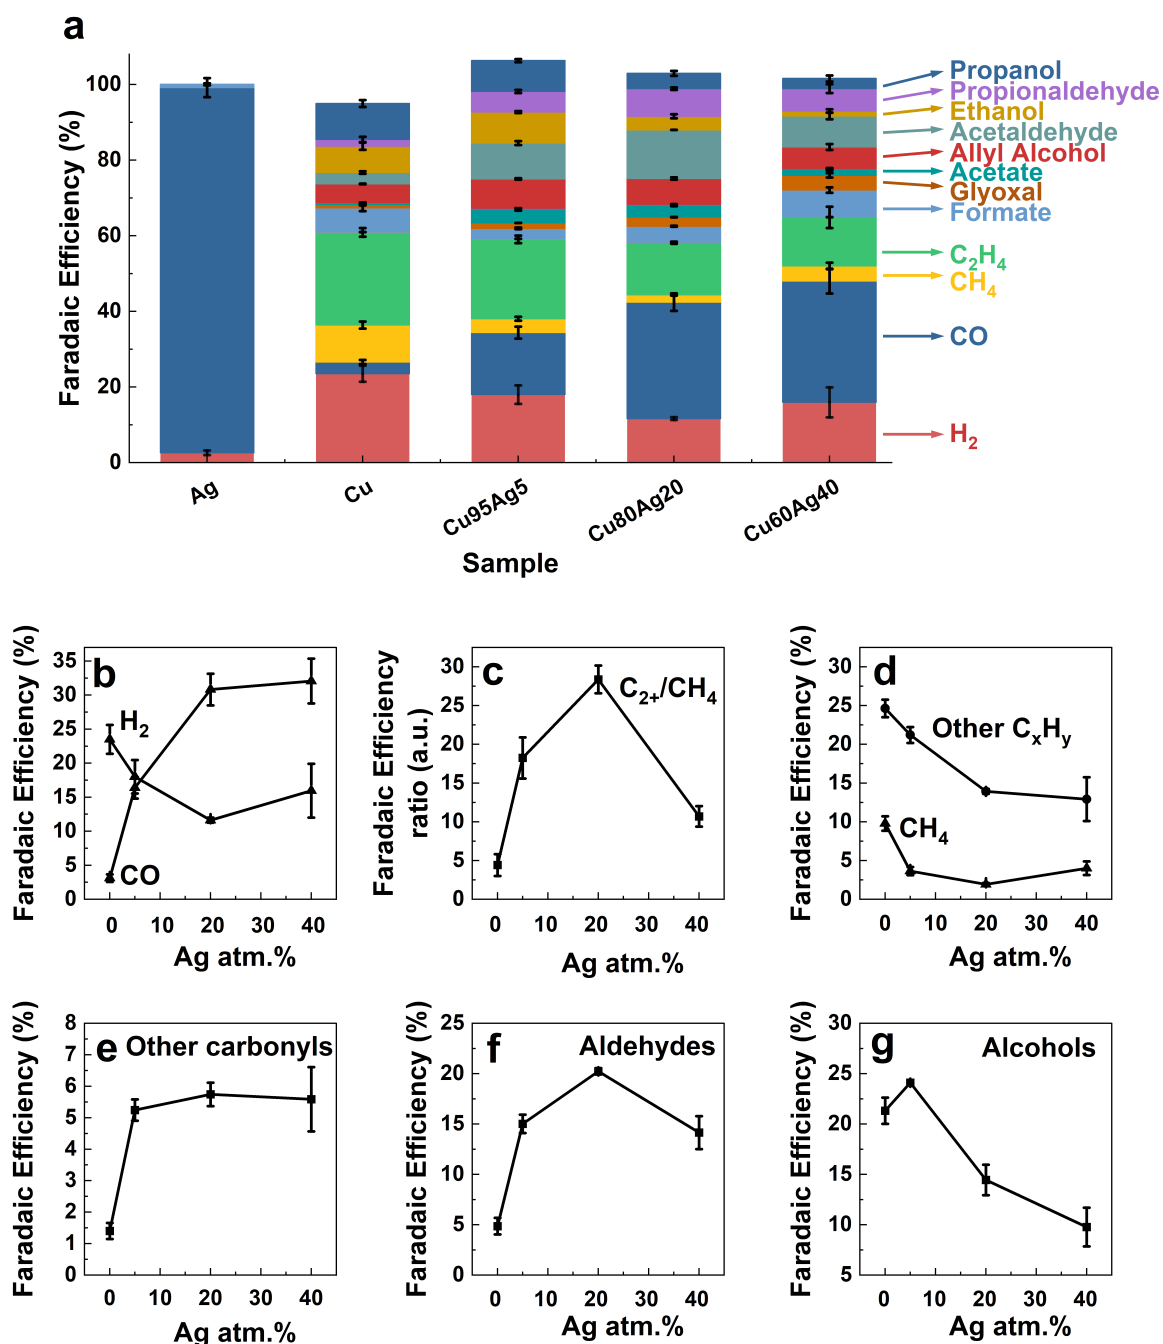 a
Faradaic Efficiency (%)
100
80
60
40
20
0
Ag
Cu
Cu95Ag5
Cu80Ag20
Cu60Ag40
Sample
Propanol
Propionaldehyde
Ethanol
Acetaldehyde
Allyl Alcohol
Acetate
Glyoxal
Formate
C₂H₄
CH₄
CO
H₂
b
Faradaic Efficiency (%)
35
30
25
20
15
10
5
0
H₂
CO
0 10 20 30 40
Ag atm.%
c
Faradaic Efficiency
ratio (a.u.)
30
25
20
15
10
5
0
C₂₊/CH₄
0 10 20 30 40
Ag atm.%
d
Faradaic Efficiency (%)
30
25
20
15
10
5
0
Other CₓHᵧ
CH₄
0 10 20 30 40
Ag atm.%
e Other carbonyls
Faradaic Efficiency (%)
8
7
6
5
4
3
2
1
0
0 10 20 30 40
Ag atm.%
f Aldehydes
Faradaic Efficiency (%)
25
20
15
10
5
0
0 10 20 30 40
Ag atm.%
g Alcohols
Faradaic Efficiency (%)
30
25
20
15
10
5
0 10 20 30 40
Ag atm.%